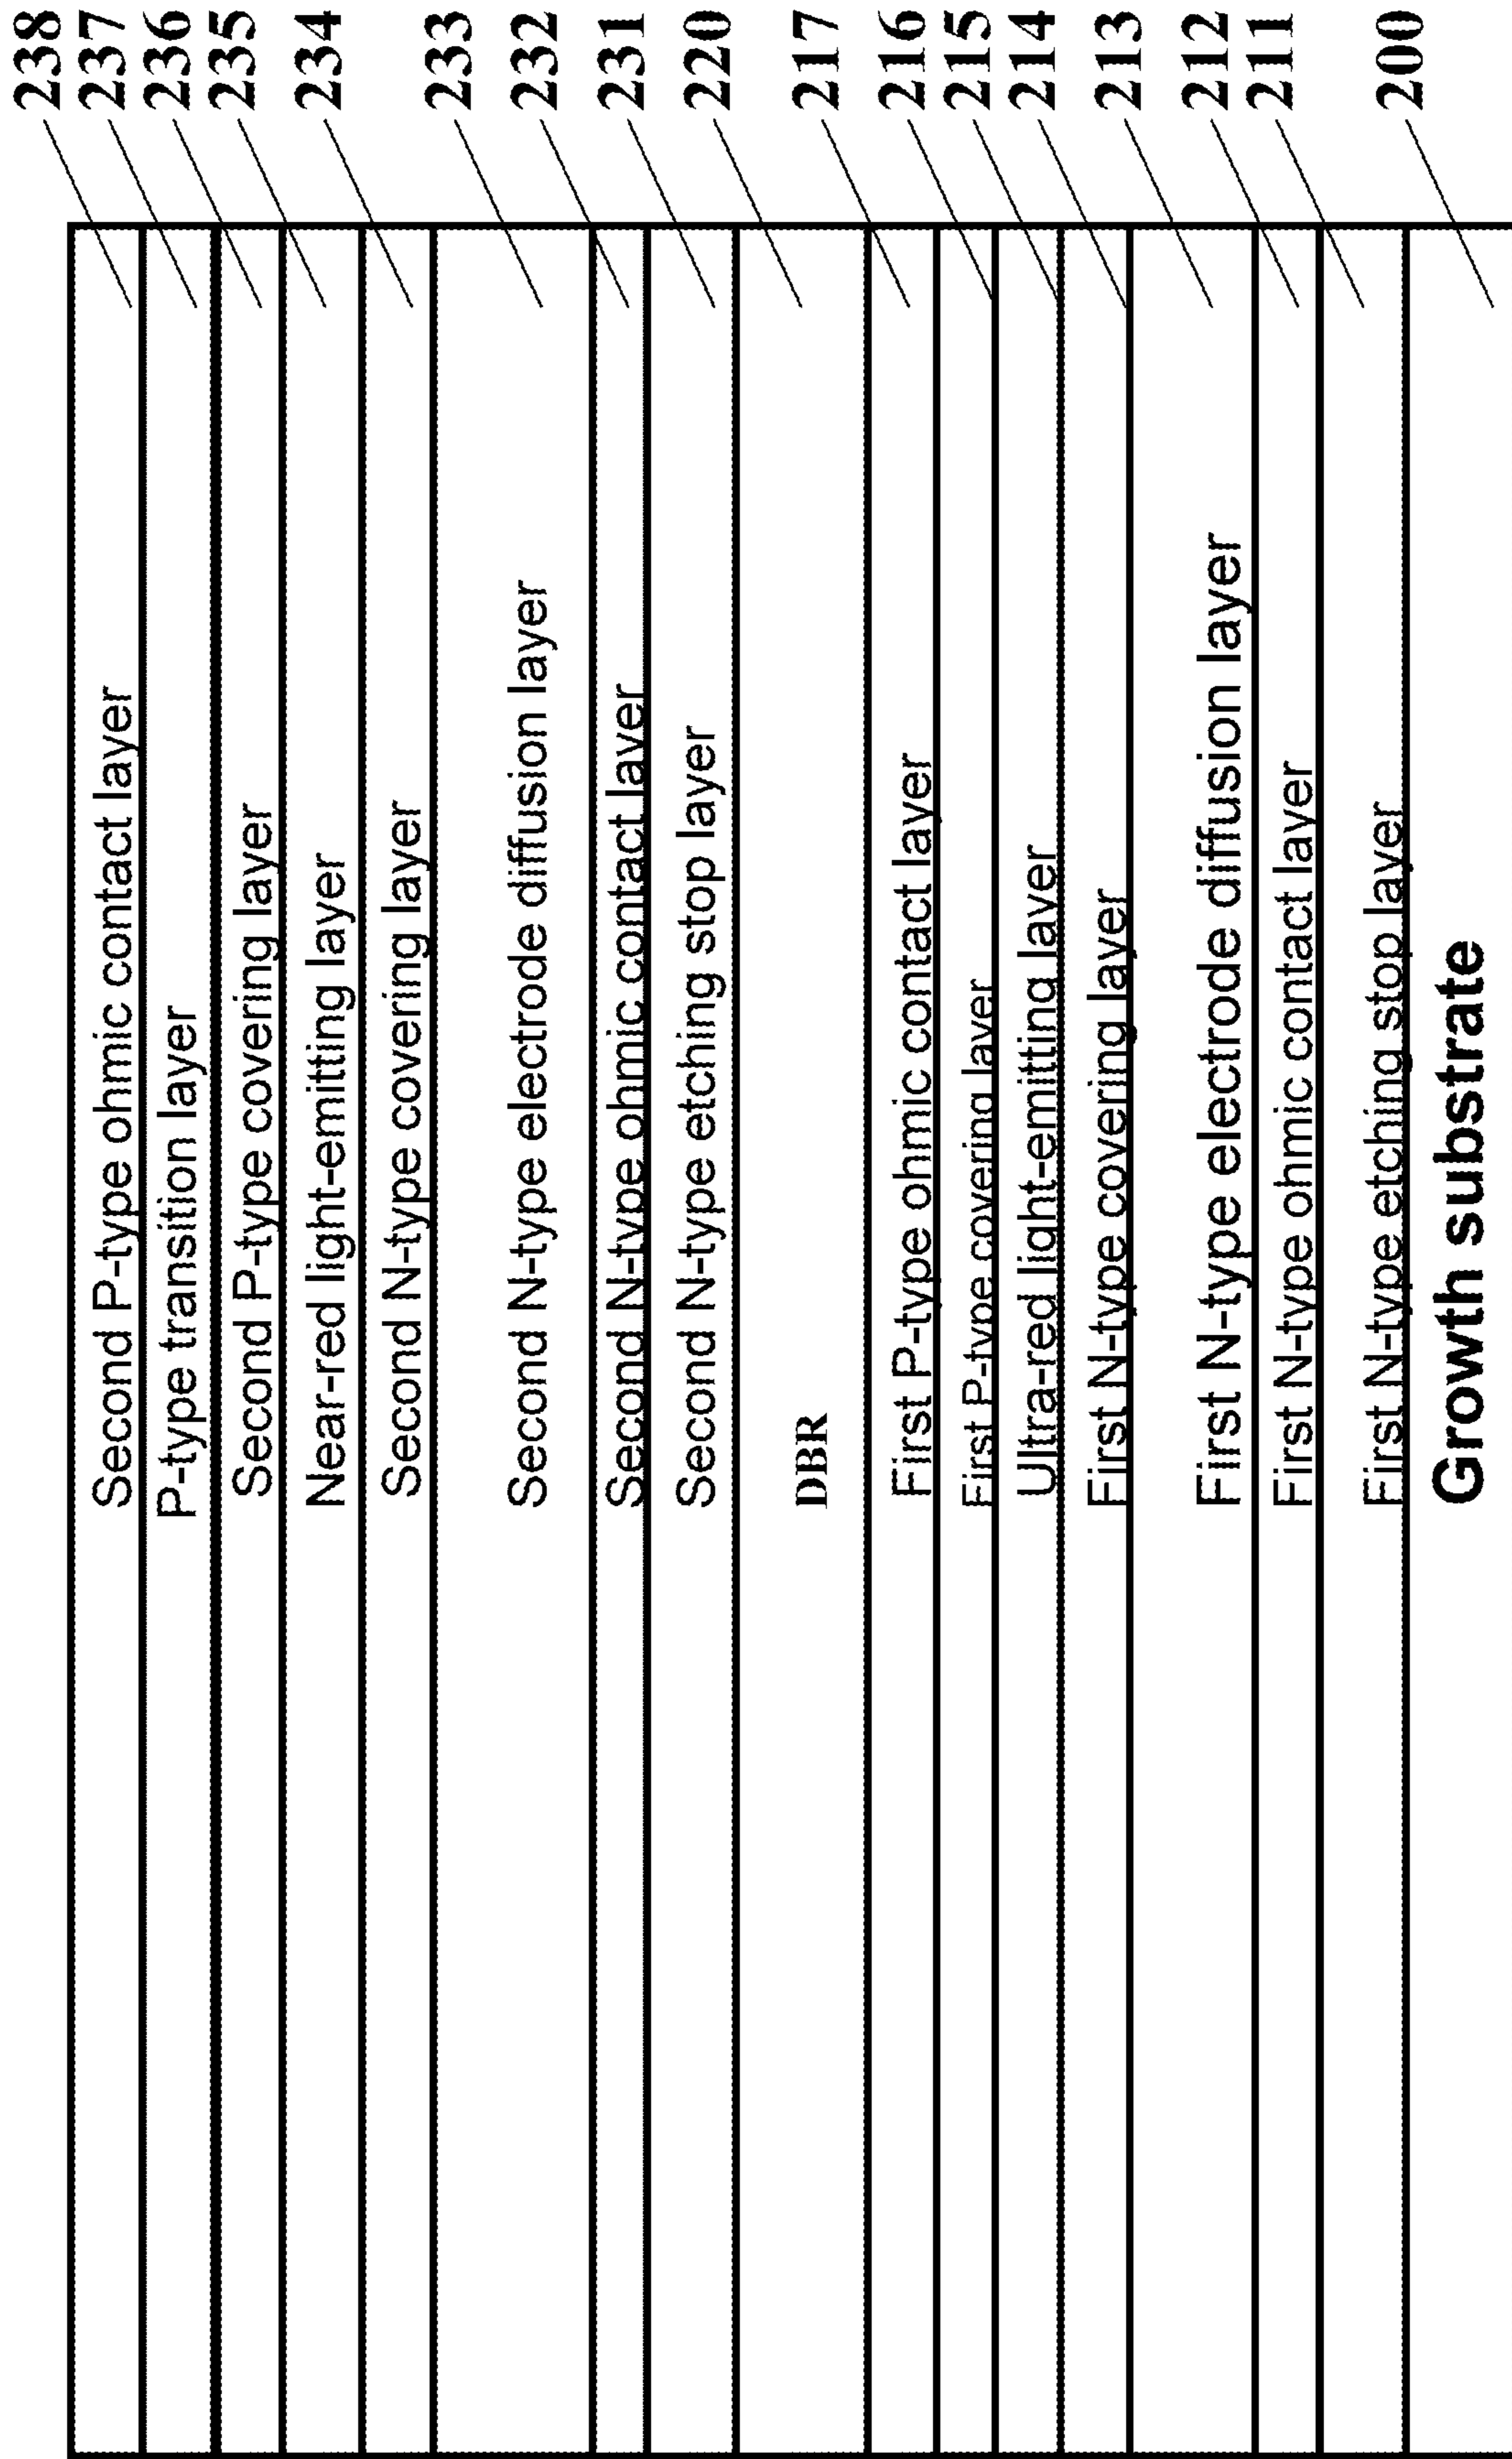 Second P-type ohmic contact layer 238
P-type transition layer 237
Second P-type covering layer 236
Near-red light-emitting layer 235
Second N-type covering layer 234
Second N-type electrode diffusion layer 233
Second N-type ohmic contact layer 232
Second N-type etching stop layer 231
DBR 220
First P-type ohmic contact layer 217
First P-type covering layer 216
Ultra-red light-emitting layer 215
First N-type covering layer 214
First N-type electrode diffusion layer 213
First N-type ohmic contact layer 212
First N-type etching stop layer 211
Growth substrate 200